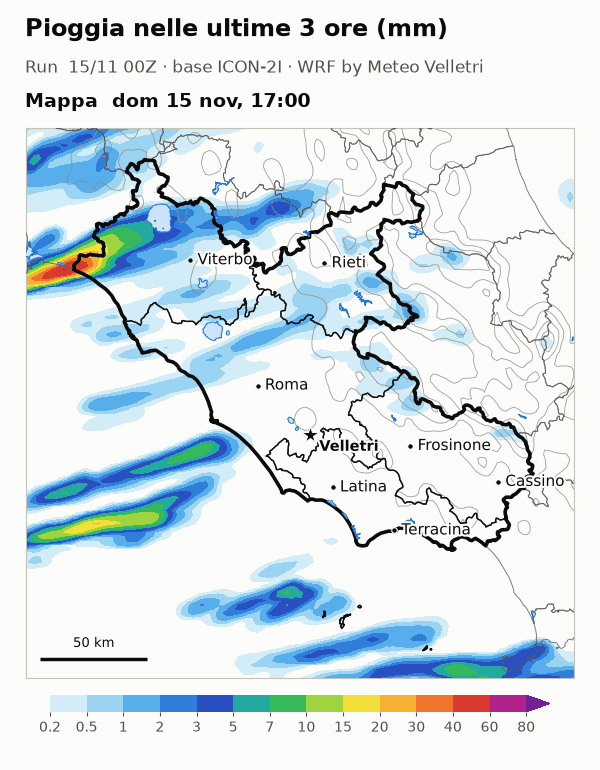 Pioggia nelle ultime 3 ore (mm)
Run  15/11 00Z · base ICON-2I · WRF by Meteo Velletri
Mappa  dom 15 nov, 17:00
Viterbo
Rieti
Roma
Velletri
Frosinone
Latina
Cassino
Terracina
50 km
0.2 0.5 1 2 3 5 7 10 15 20 30 40 60 80